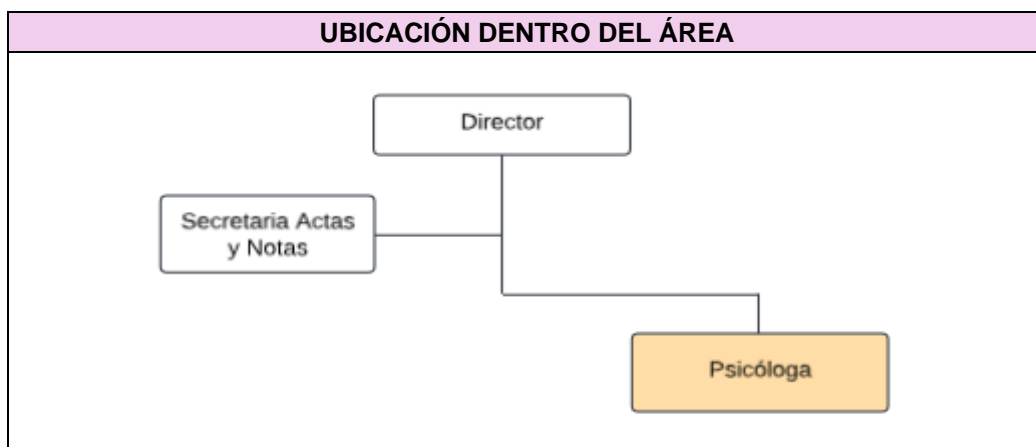 UBICACIÓN DENTRO DEL ÁREA
Director
Secretaria Actas
y Notas
Psicóloga